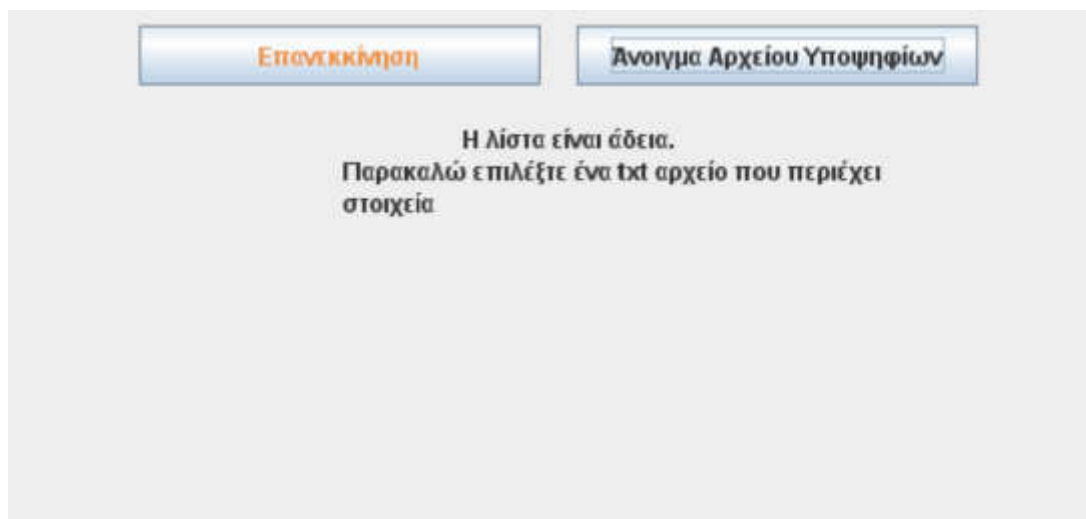 Επανεκκίνηση
Άνοιγμα Αρχείου Υποψηφίων
Η λίστα είναι άδεια.
Παρακαλώ επιλέξτε ένα txt αρχείο που περιέχει
στοιχεία